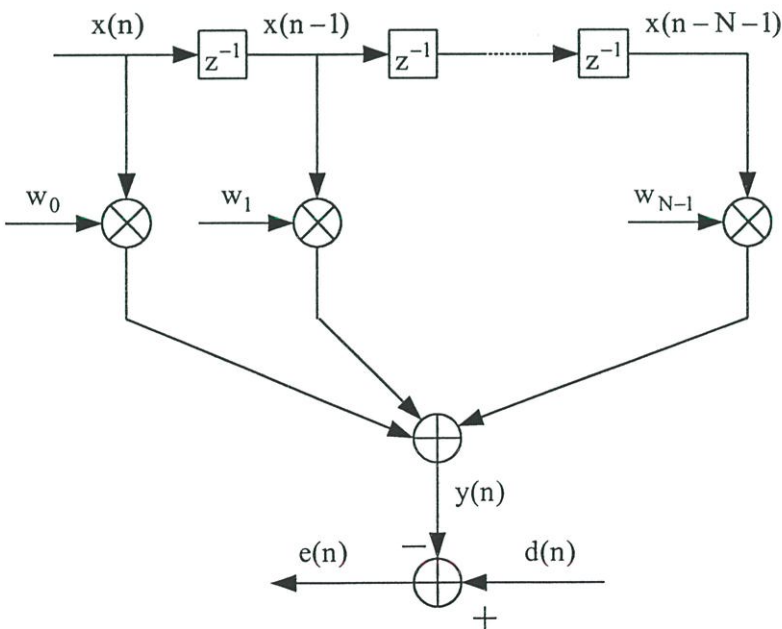 x(n) x(n−1) x(n−N−1)
z⁻¹ z⁻¹ z⁻¹
w₀ w₁ w_{N−1}
y(n)
e(n) − d(n)
+